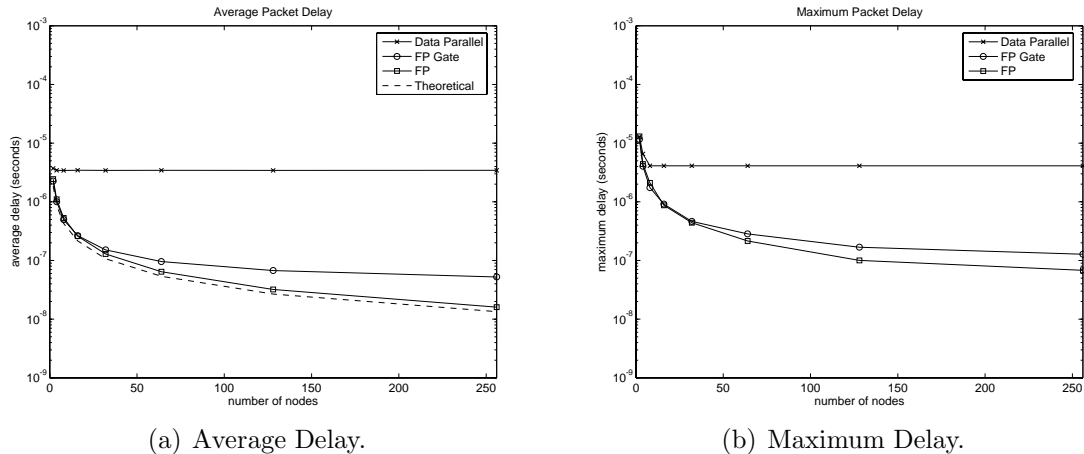 Average Packet Delay
10^-3
10^-4
10^-5
10^-6
10^-7
10^-8
10^-9
average delay (seconds)
Data Parallel
FP Gate
FP
Theoretical
0 50 100 150 200 250
number of nodes
(a) Average Delay.
Maximum Packet Delay
10^-3
10^-4
10^-5
10^-6
10^-7
10^-8
10^-9
maximum delay (seconds)
Data Parallel
FP Gate
FP
0 50 100 150 200 250
number of nodes
(b) Maximum Delay.